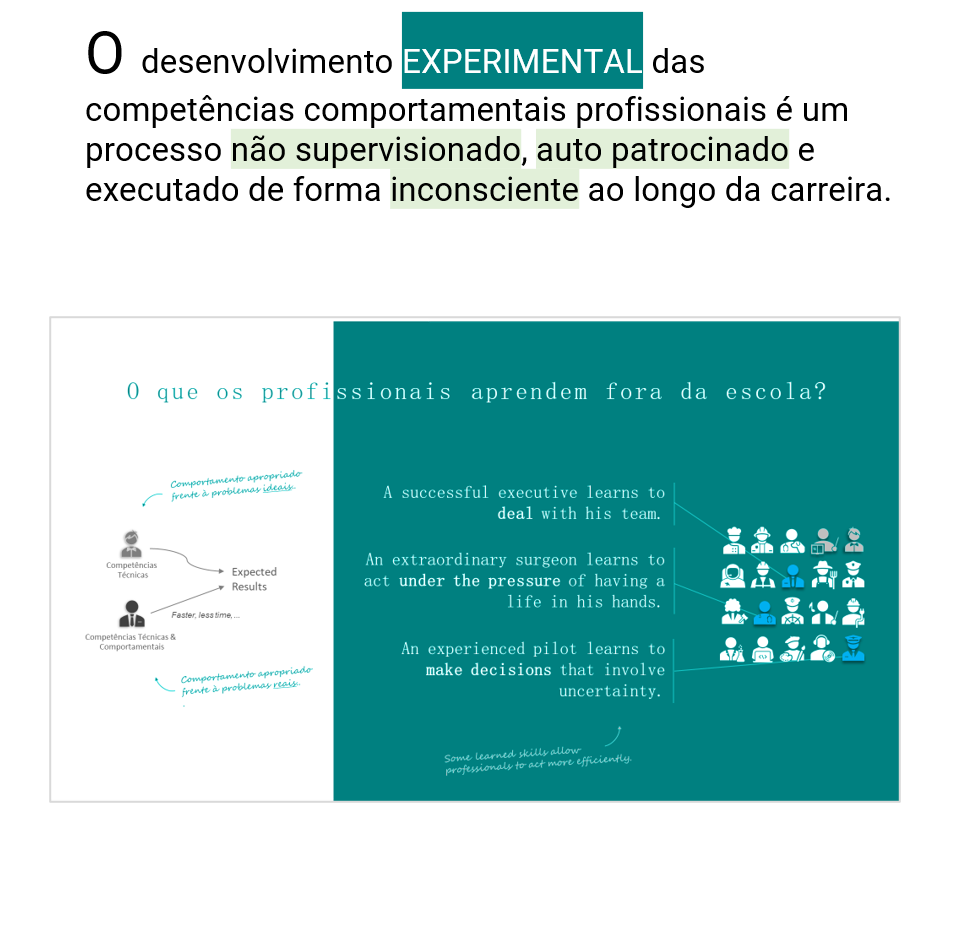 O desenvolvimento EXPERIMENTAL das
competências comportamentais profissionais é um
processo não supervisionado, auto patrocinado e
executado de forma inconsciente ao longo da carreira.
O que os profissionais aprendem fora da escola?
Comportamento apropriado
frente à problemas ideais.
Competências
Técnicas
Expected
Results
Faster, less time,...
Competências Técnicas &
Comportamentais
Comportamento apropriado
frente à problemas reais.
A successful executive learns to
deal with his team.
An extraordinary surgeon learns to
act under the pressure of having a
life in his hands.
An experienced pilot learns to
make decisions that involve
uncertainty.
Some learned skills allow
professionals to act more efficiently.